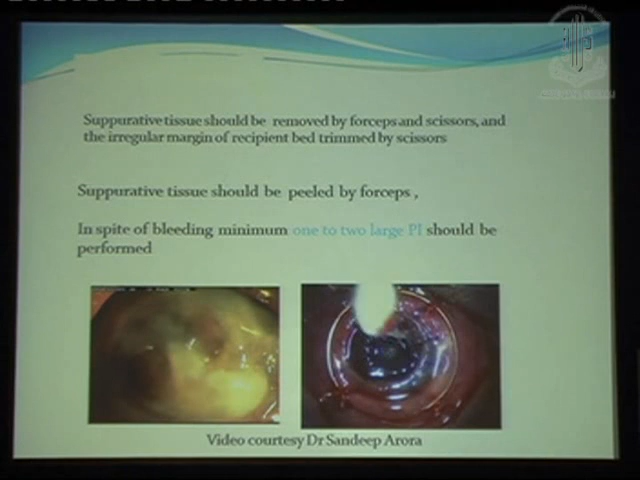 Suppurative tissue should be removed by forceps and scissors, and
the irregular margin of recipient bed trimmed by scissors
Suppurative tissue should be peeled by forceps ,
In spite of bleeding minimum one to two large PI should be
performed
Video courtesy Dr Sandeep Arora